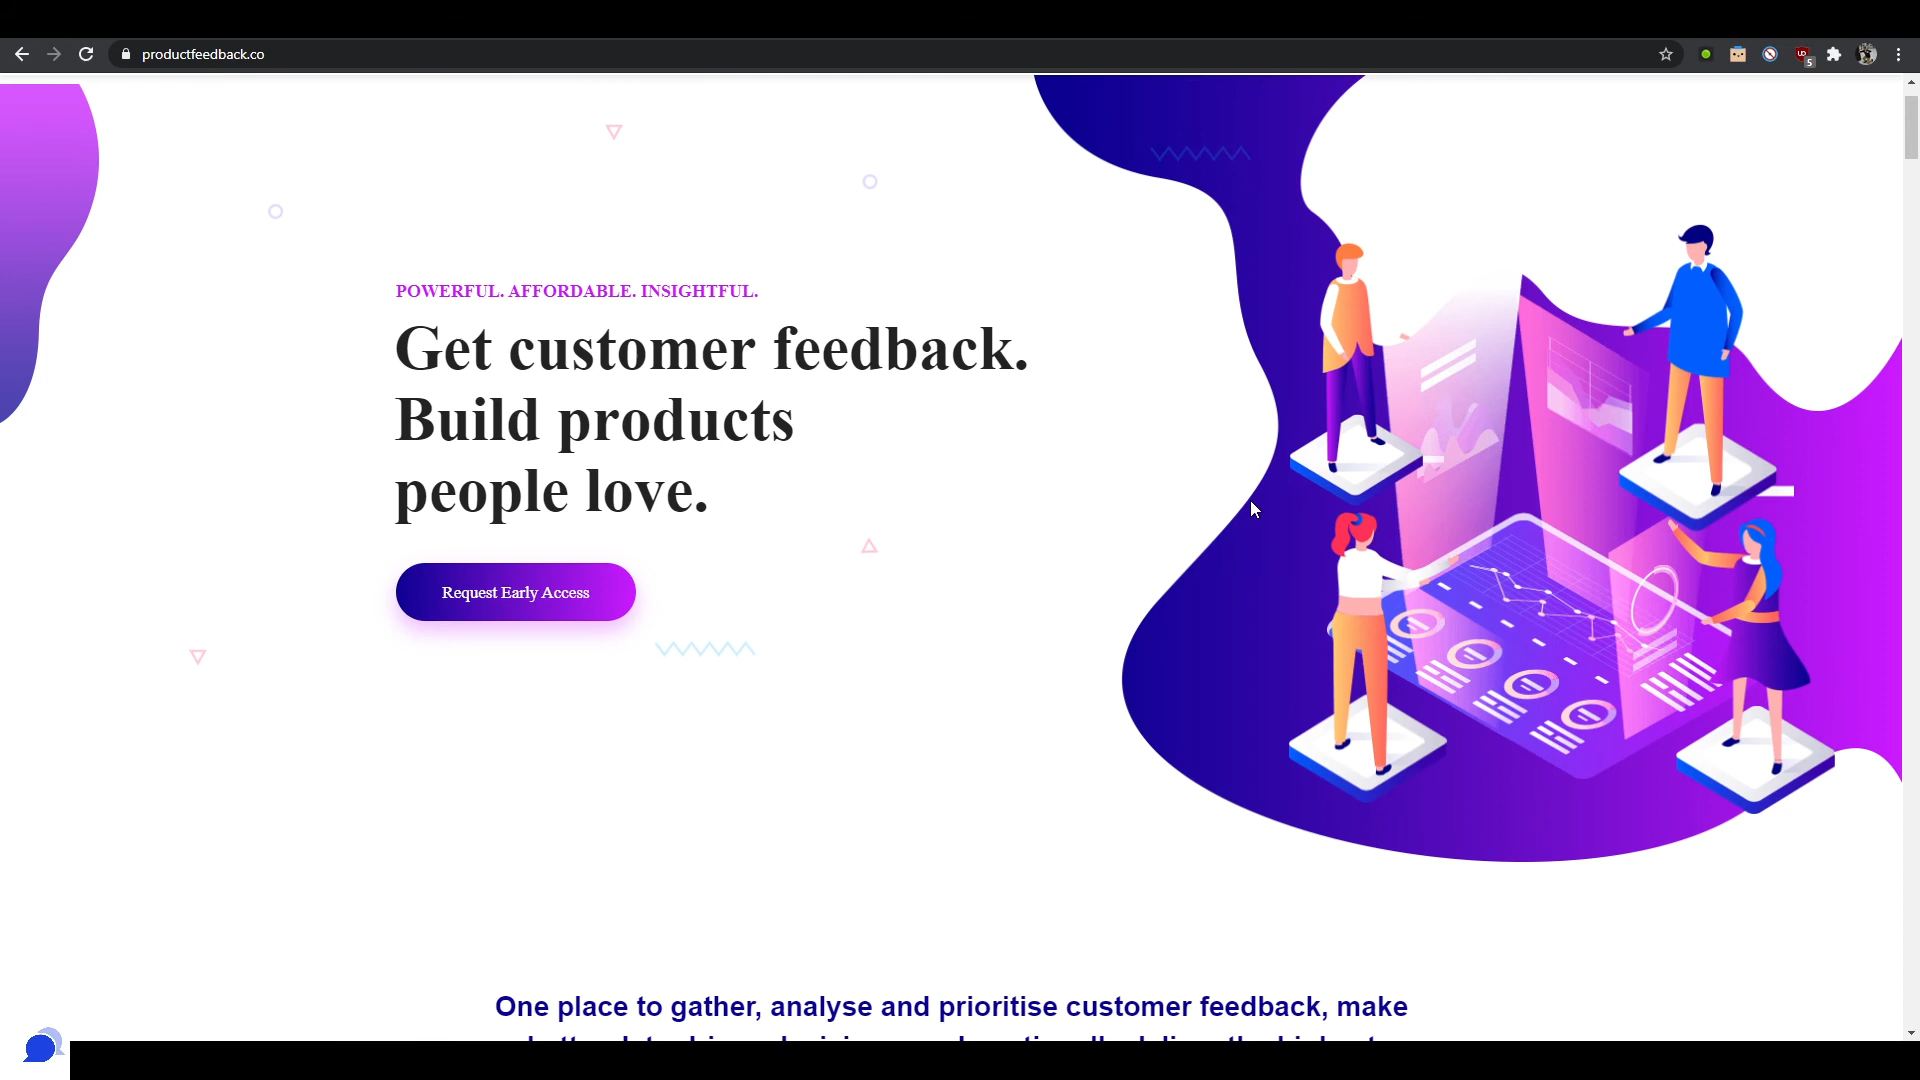 productfeedback.co
5
POWERFUL. AFFORDABLE. INSIGHTFUL.
Get customer feedback.
Build products
people love.
Request Early Access
One place to gather, analyse and prioritise customer feedback, make